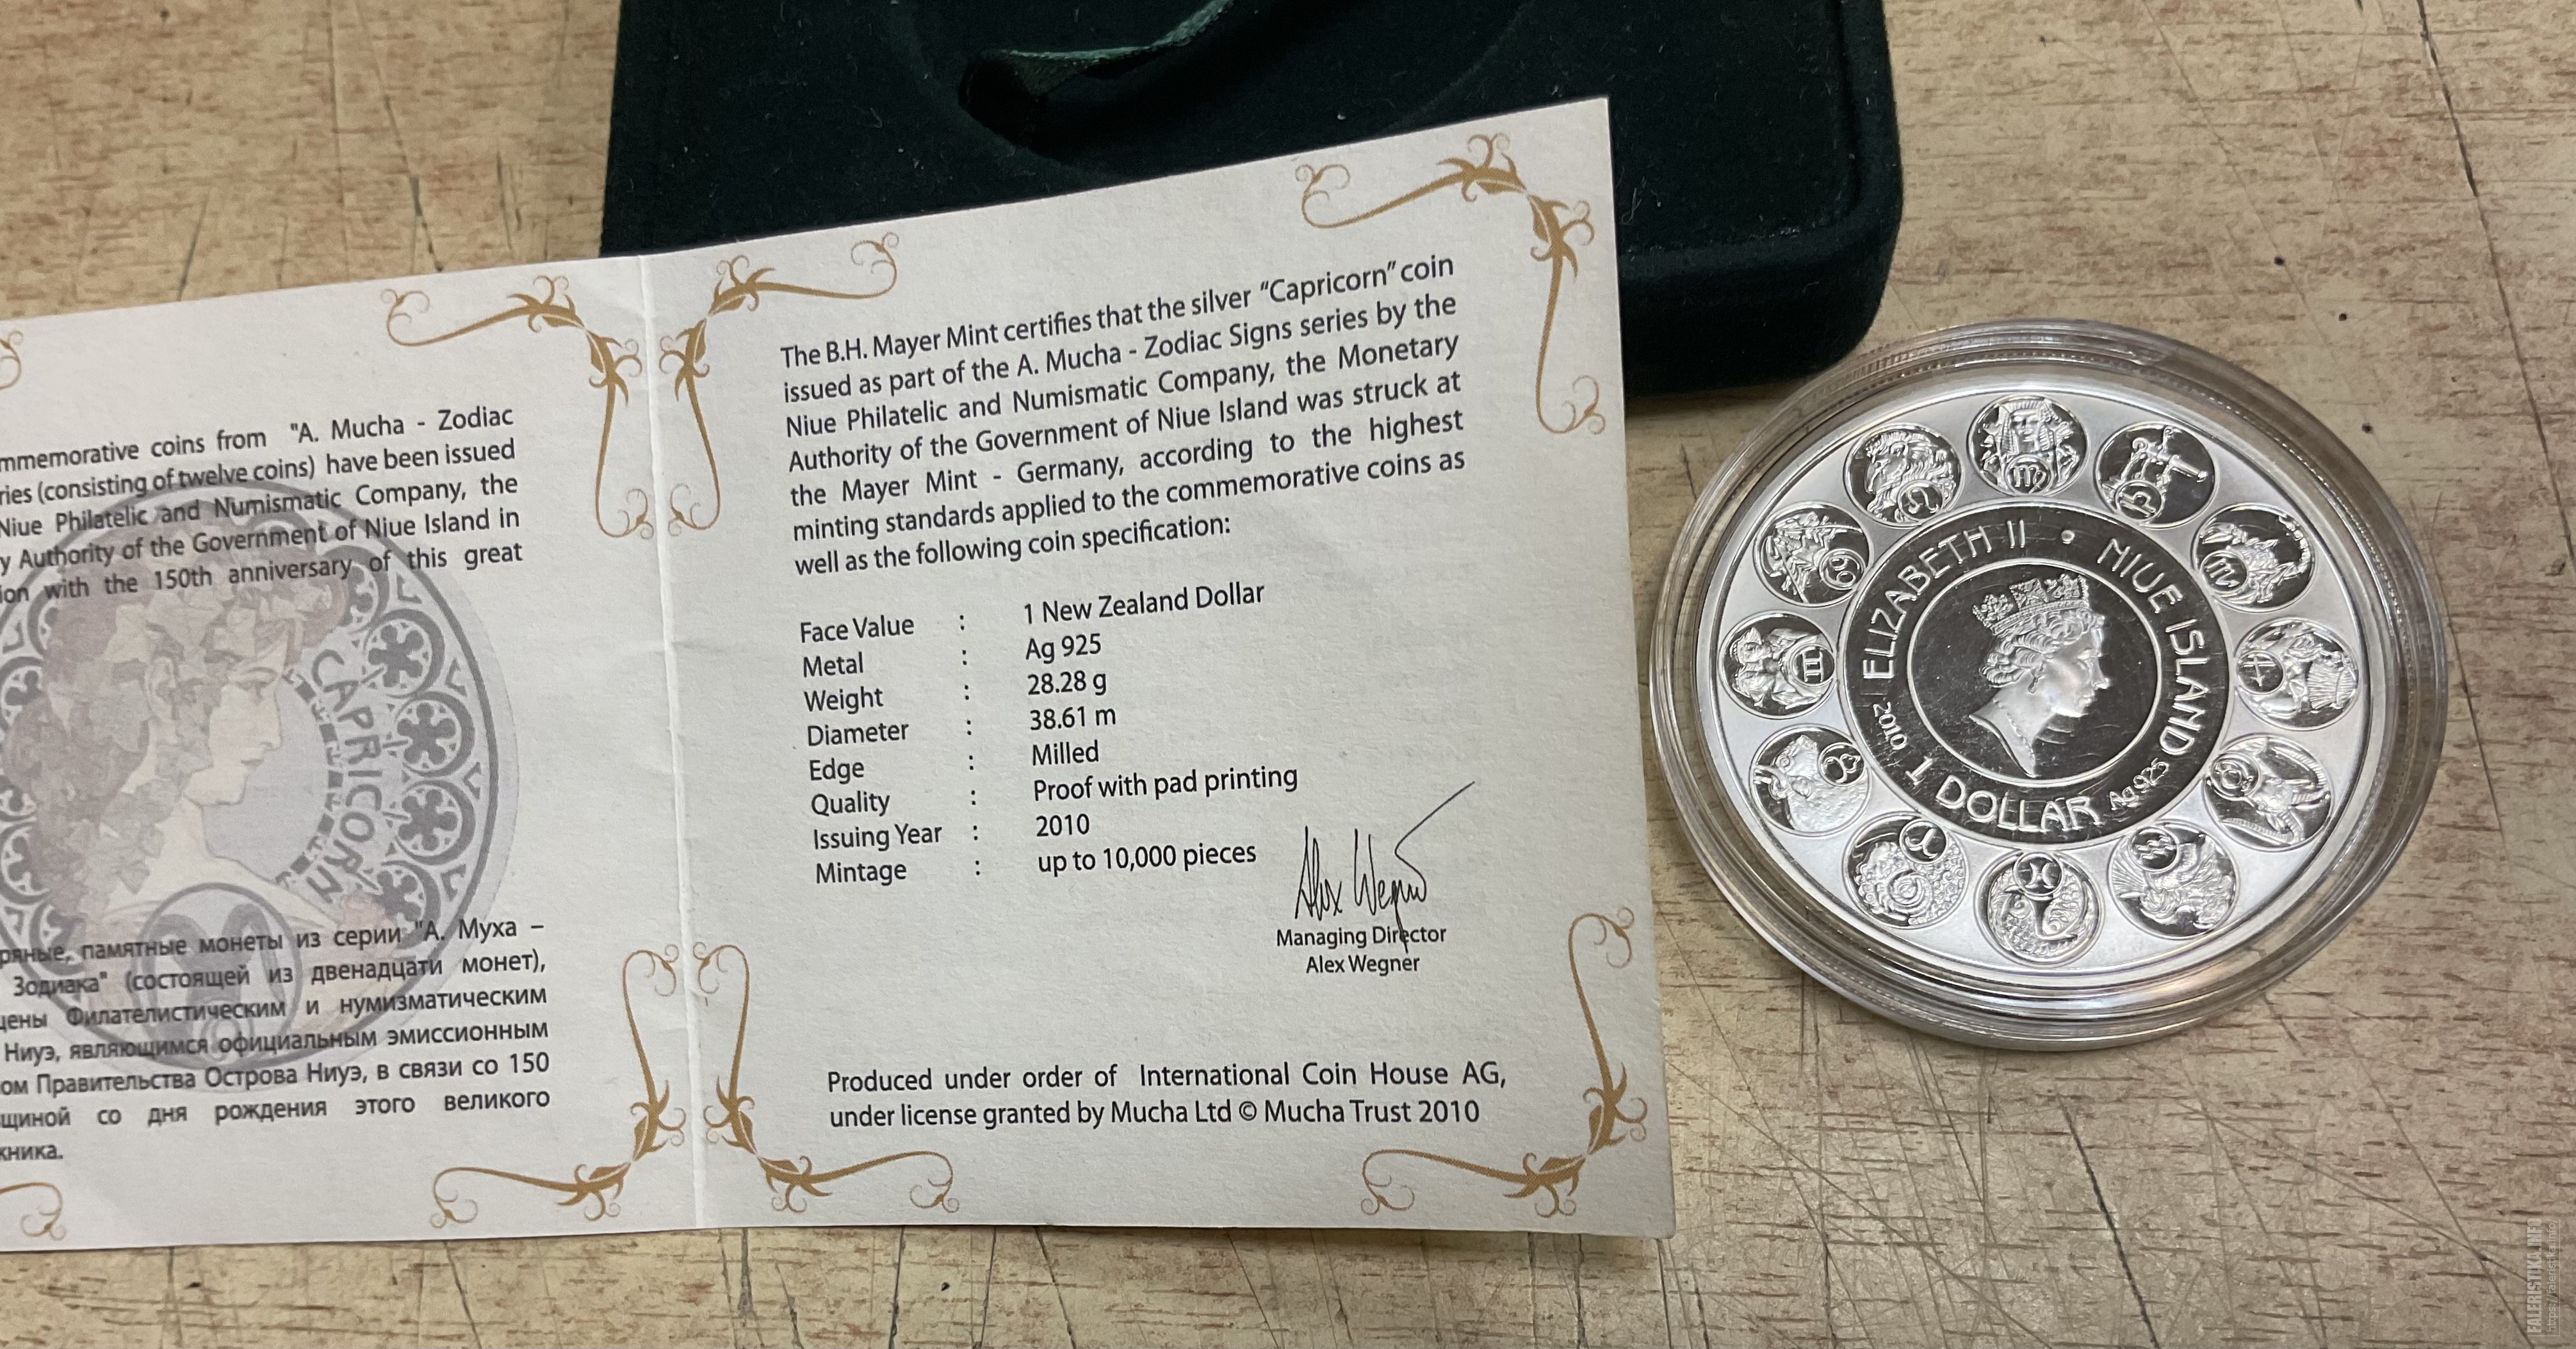 mmemorative coins from "A. Mucha - Zodiac
ries (consisting of twelve coins) have been issued
Niue Philatelic and Numismatic Company, the
y Authority of the Government of Niue Island in
ion with the 150th anniversary of this great
CAPRICORN
ряные, памятные монеты из серии "А. Муха –
Зодиака" (состоящей из двенадцати монет),
цены Филателистическим и нумизматическим
Ниуэ, являющимся официальным эмиссионным
ом Правительства Острова Ниуэ, в связи со 150
щиной со дня рождения этого великого
жника.
The B.H. Mayer Mint certifies that the silver "Capricorn" coin
issued as part of the A. Mucha - Zodiac Signs series by the
Niue Philatelic and Numismatic Company, the Monetary
Authority of the Government of Niue Island was struck at
the Mayer Mint - Germany, according to the highest
minting standards applied to the commemorative coins as
well as the following coin specification:
Face Value : 1 New Zealand Dollar
Metal : Ag 925
Weight : 28.28 g
Diameter : 38.61 m
Edge : Milled
Quality : Proof with pad printing
Issuing Year : 2010
Mintage : up to 10,000 pieces
Alex Wegner
Managing Director
Alex Wegner
Produced under order of International Coin House AG,
under license granted by Mucha Ltd © Mucha Trust 2010
ELIZABETH II • NIUE ISLAND
2010 1 DOLLAR Ag 925
FALERISTIKA.INFO
https://faleristika.info